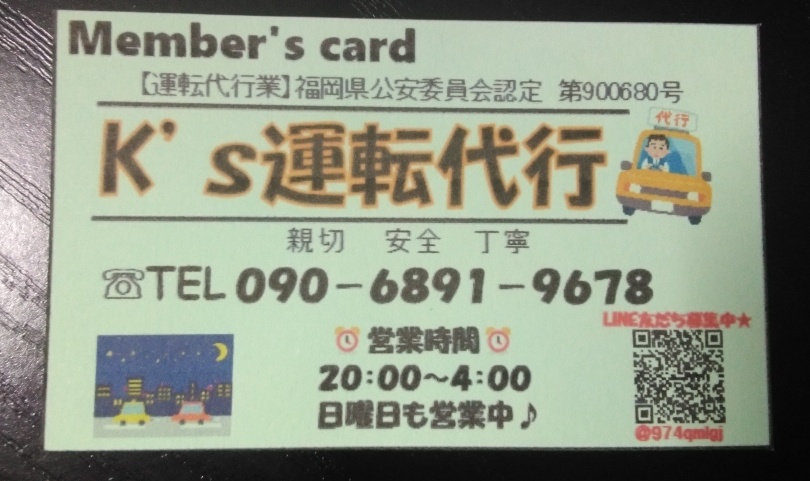 Member's card
【運転代行業】福岡県公安委員会認定 第900680号
代行
K's運転代行
親切 安全 丁寧
☏TEL 090-6891-9678
LINE友だち募集中★
⏰営業時間⏰
20:00〜4:00
日曜日も営業中♪
@974qmlgj